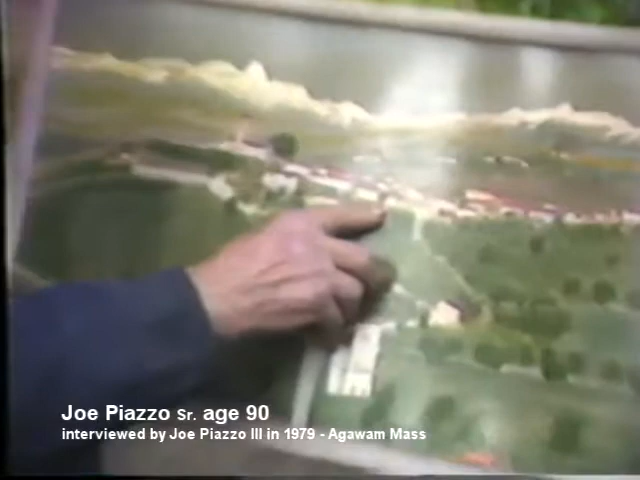 Joe Piazzo Sr. age 90
interviewed by Joe Piazzo III in 1979 - Agawam Mass